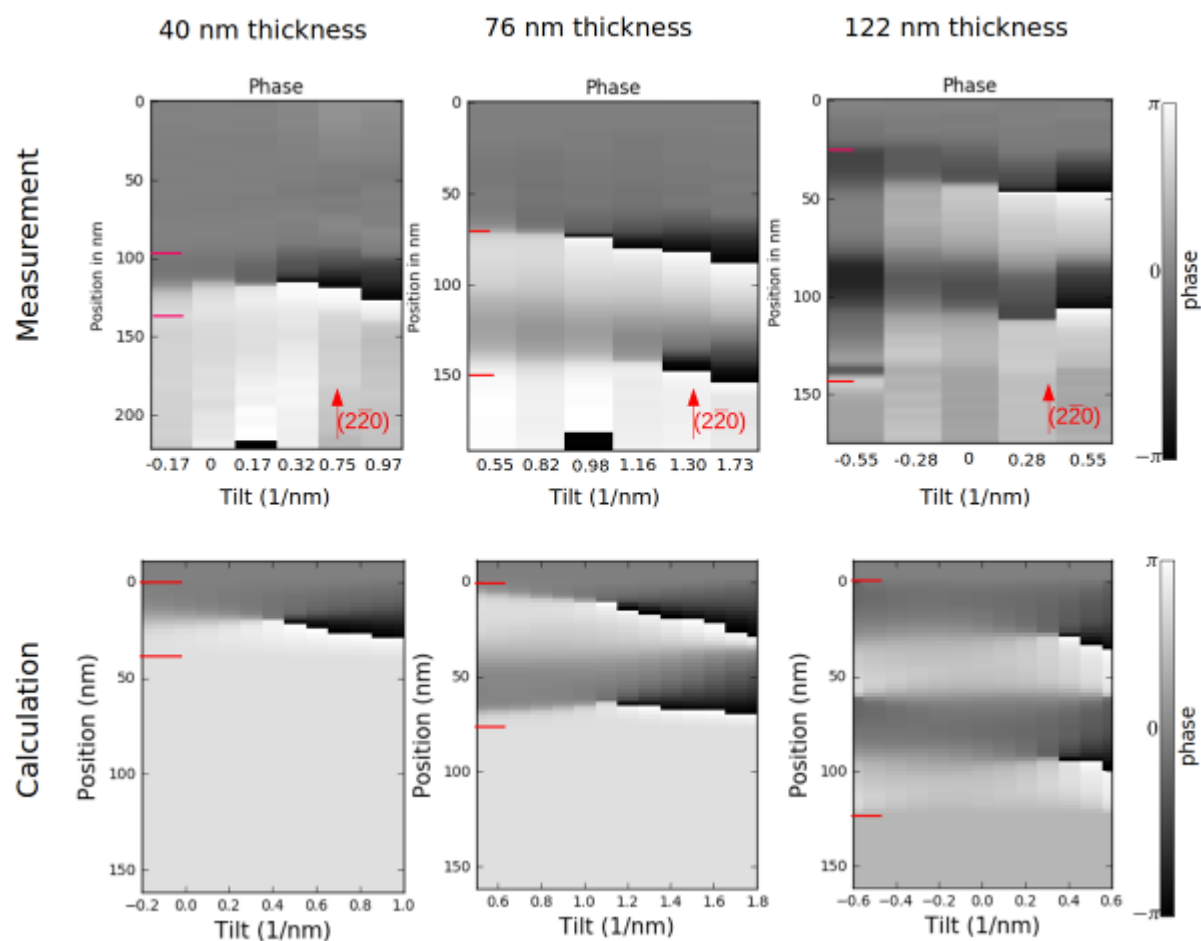 40 nm thickness
76 nm thickness
122 nm thickness
Measurement
Phase
Position in nm
0
50
100
150
200
(22̅0)
-0.17 0 0.17 0.32 0.75 0.97
Tilt (1/nm)
Phase
Position in nm
0
50
100
150
(22̅0)
0.55 0.82 0.98 1.16 1.30 1.73
Tilt (1/nm)
Phase
Position in nm
0
50
100
150
(22̅0)
-0.55 -0.28 0 0.28 0.55
Tilt (1/nm)
π
0
−π
phase
Calculation
Position (nm)
0
50
100
150
−0.2 0.0 0.2 0.4 0.6 0.8 1.0
Tilt (1/nm)
Position (nm)
0
50
100
150
0.6 0.8 1.0 1.2 1.4 1.6 1.8
Tilt (1/nm)
Position (nm)
0
50
100
150
−0.6 −0.4 −0.2 0.0 0.2 0.4 0.6
Tilt (1/nm)
π
0
−π
phase